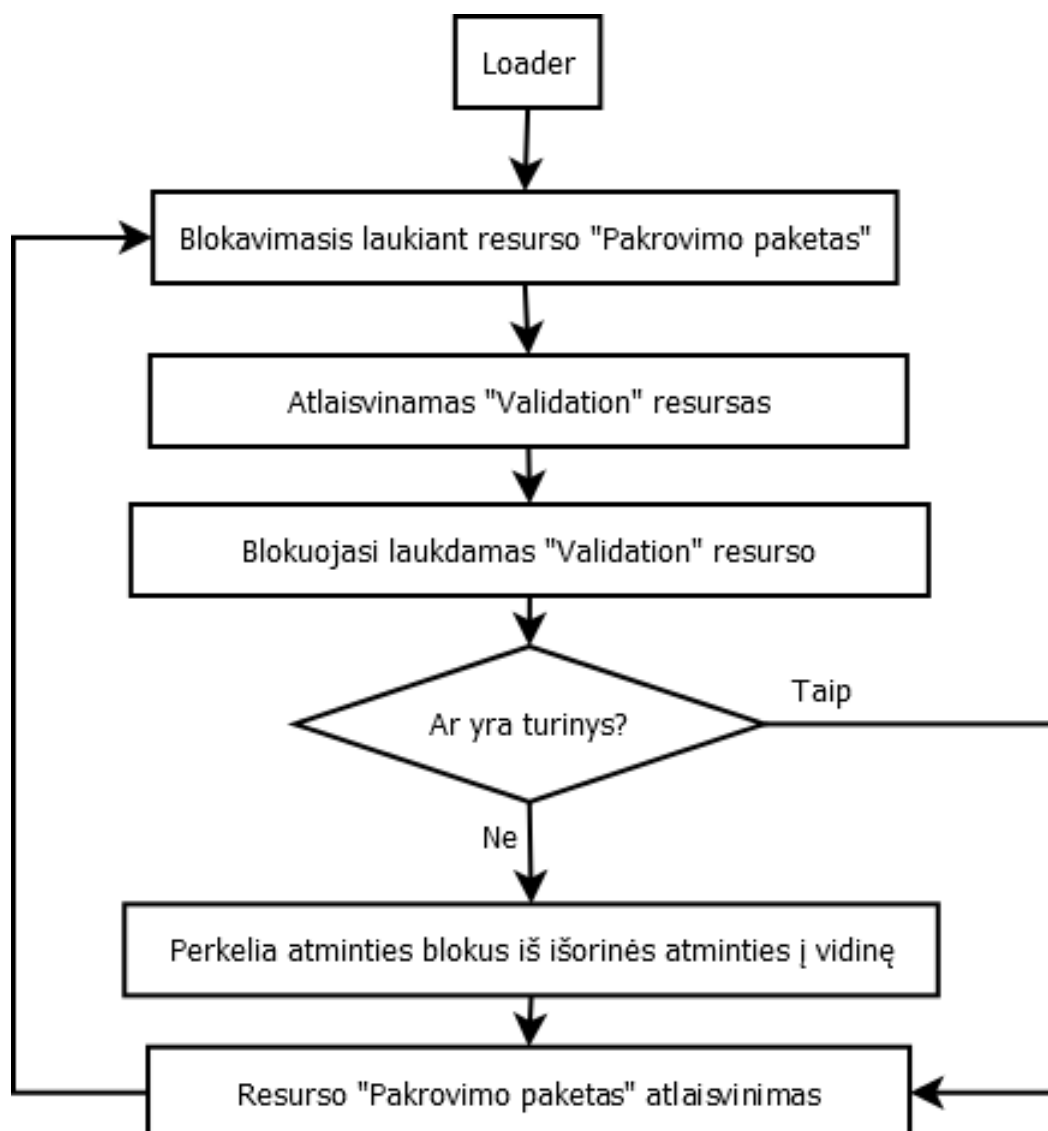 Loader
Blokavimasis laukiant resurso "Pakrovimo paketas"
Atlaisvinamas "Validation" resursas
Blokuojasi laukdamas "Validation" resurso
Taip
Ar yra turinys?
Ne
Perkelia atminties blokus iš išorinės atminties į vidinę
Resurso "Pakrovimo paketas" atlaisvinimas